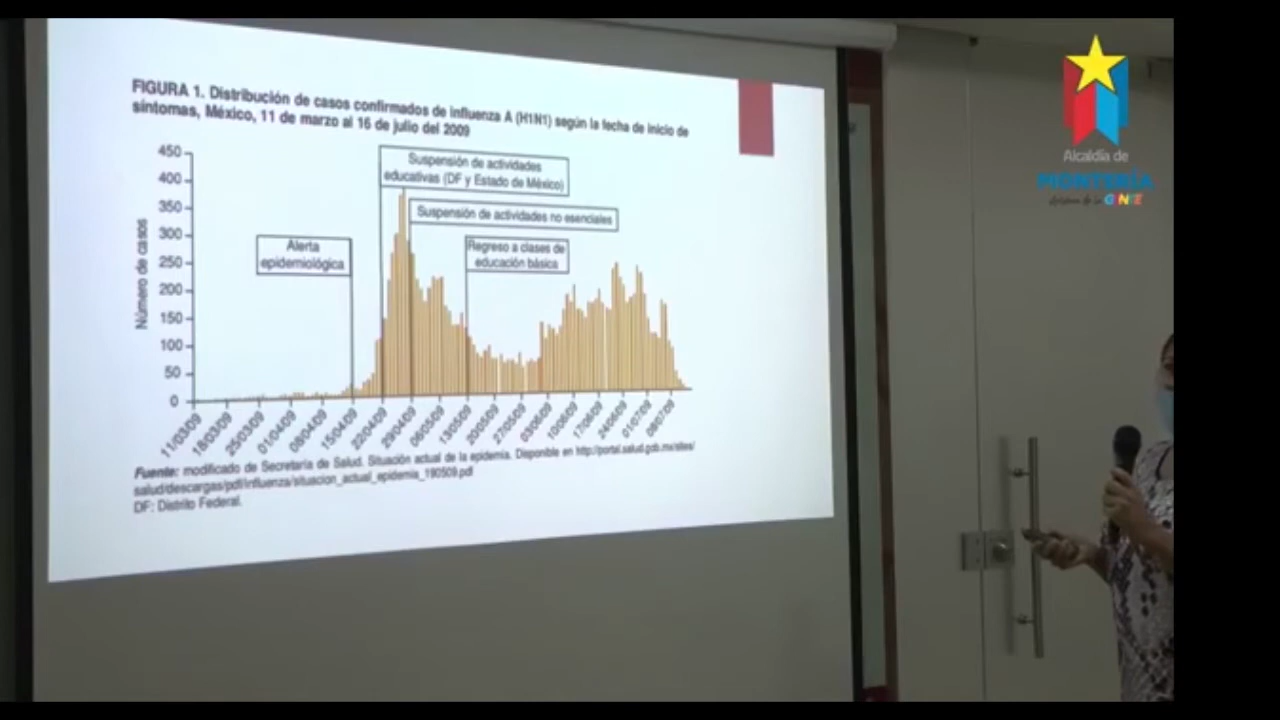 FIGURA 1. Distribución de casos confirmados de influenza A (H1N1) según la fecha de inicio de
síntomas, México, 11 de marzo al 16 de julio del 2009
450
400
350
300
250
200
150
100
50
0
Número de casos
Suspensión de actividades
educativas (DF y Estado de México)
Suspensión de actividades no esenciales
Alerta
epidemiológica
Regreso a clases de
educación básica
11/03/09
18/03/09
25/03/09
01/04/09
08/04/09
15/04/09
22/04/09
29/04/09
06/05/09
13/05/09
20/05/09
27/05/09
03/06/09
10/06/09
17/06/09
24/06/09
01/07/09
08/07/09
Fuente: modificado de Secretaría de Salud. Situación actual de la epidemia. Disponible en http://portal.salud.gob.mx/sites/
salud/descargas/pdf/influenza/situacion_actual_epidemia_190509.pdf
DF: Distrito Federal.
Alcaldía de
MONTERÍA
de la GENTE